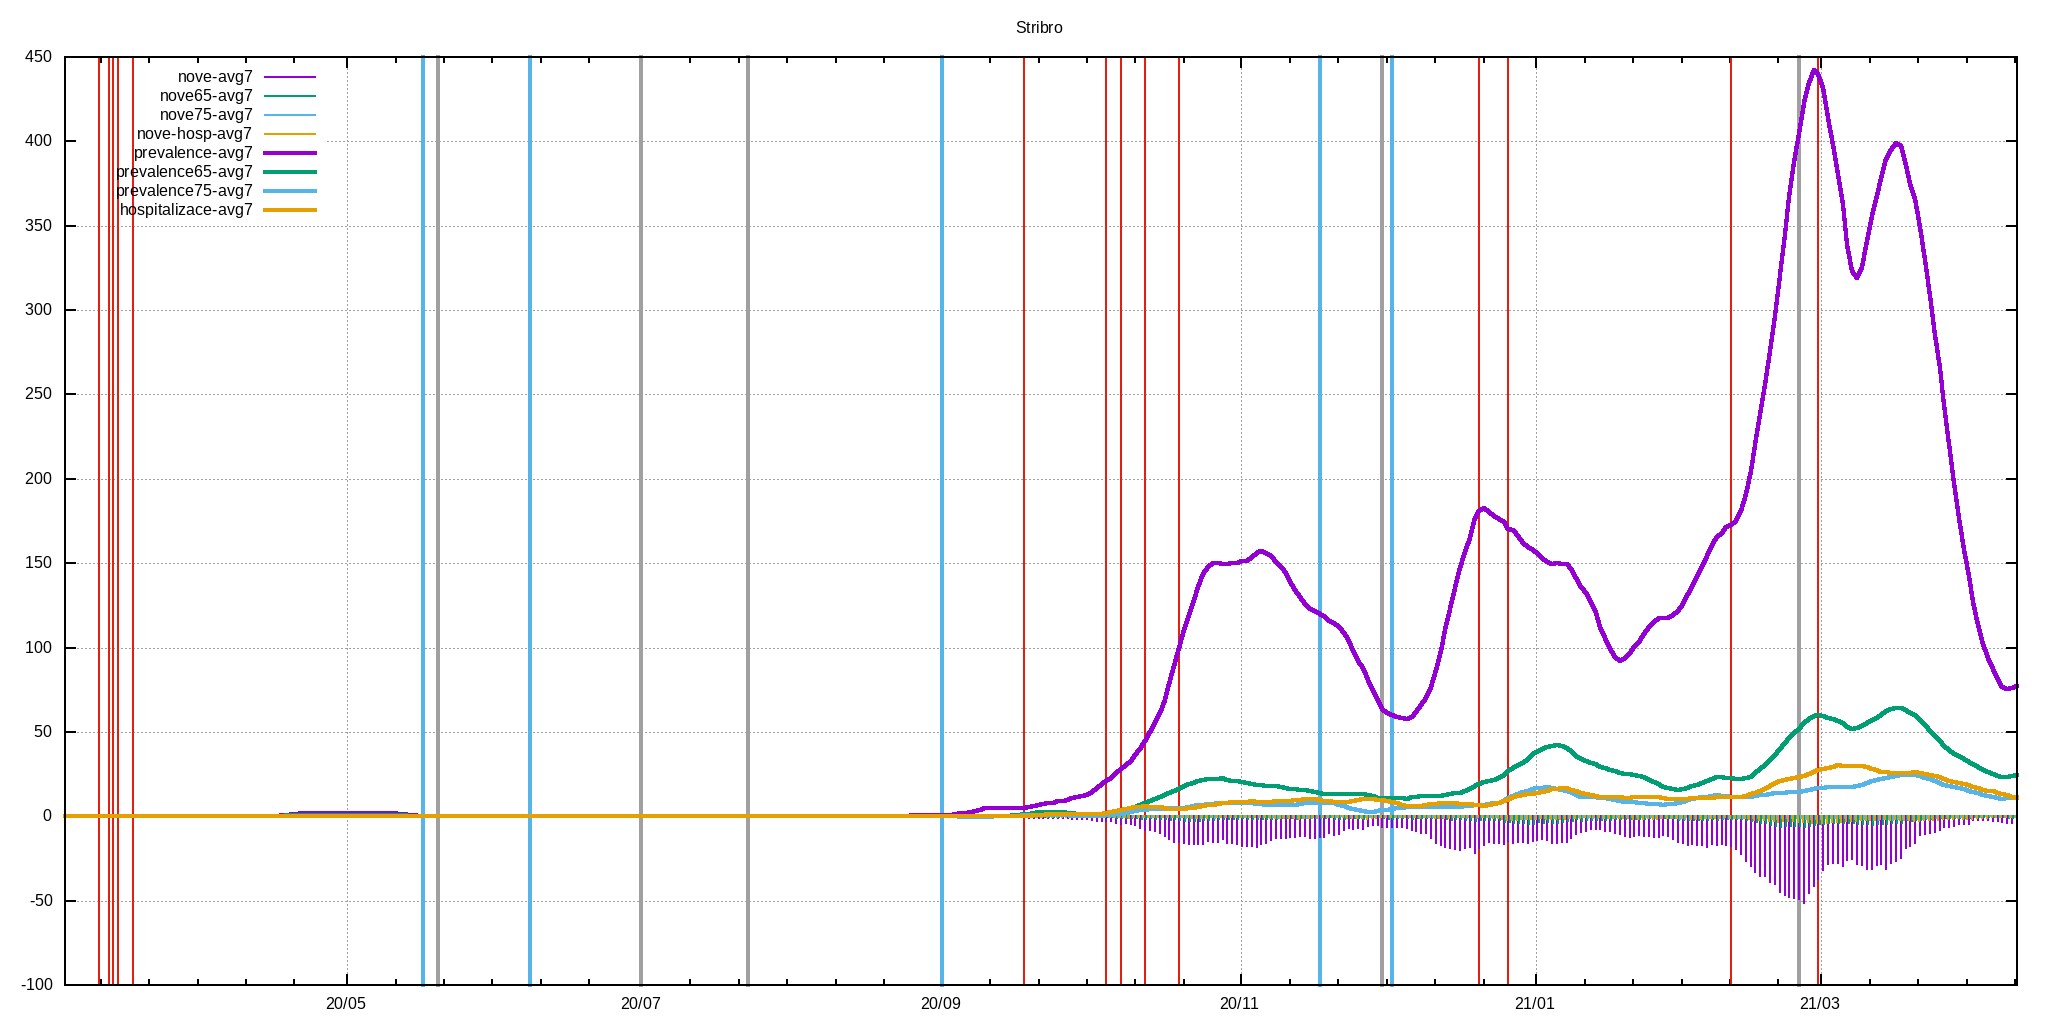 Stribro
450
400
350
300
250
200
150
100
50
0
-50
-100
nove-avg7
nove65-avg7
nove75-avg7
nove-hosp-avg7
prevalence-avg7
prevalence65-avg7
prevalence75-avg7
hospitalizace-avg7
20/05 20/07 20/09 20/11 21/01 21/03